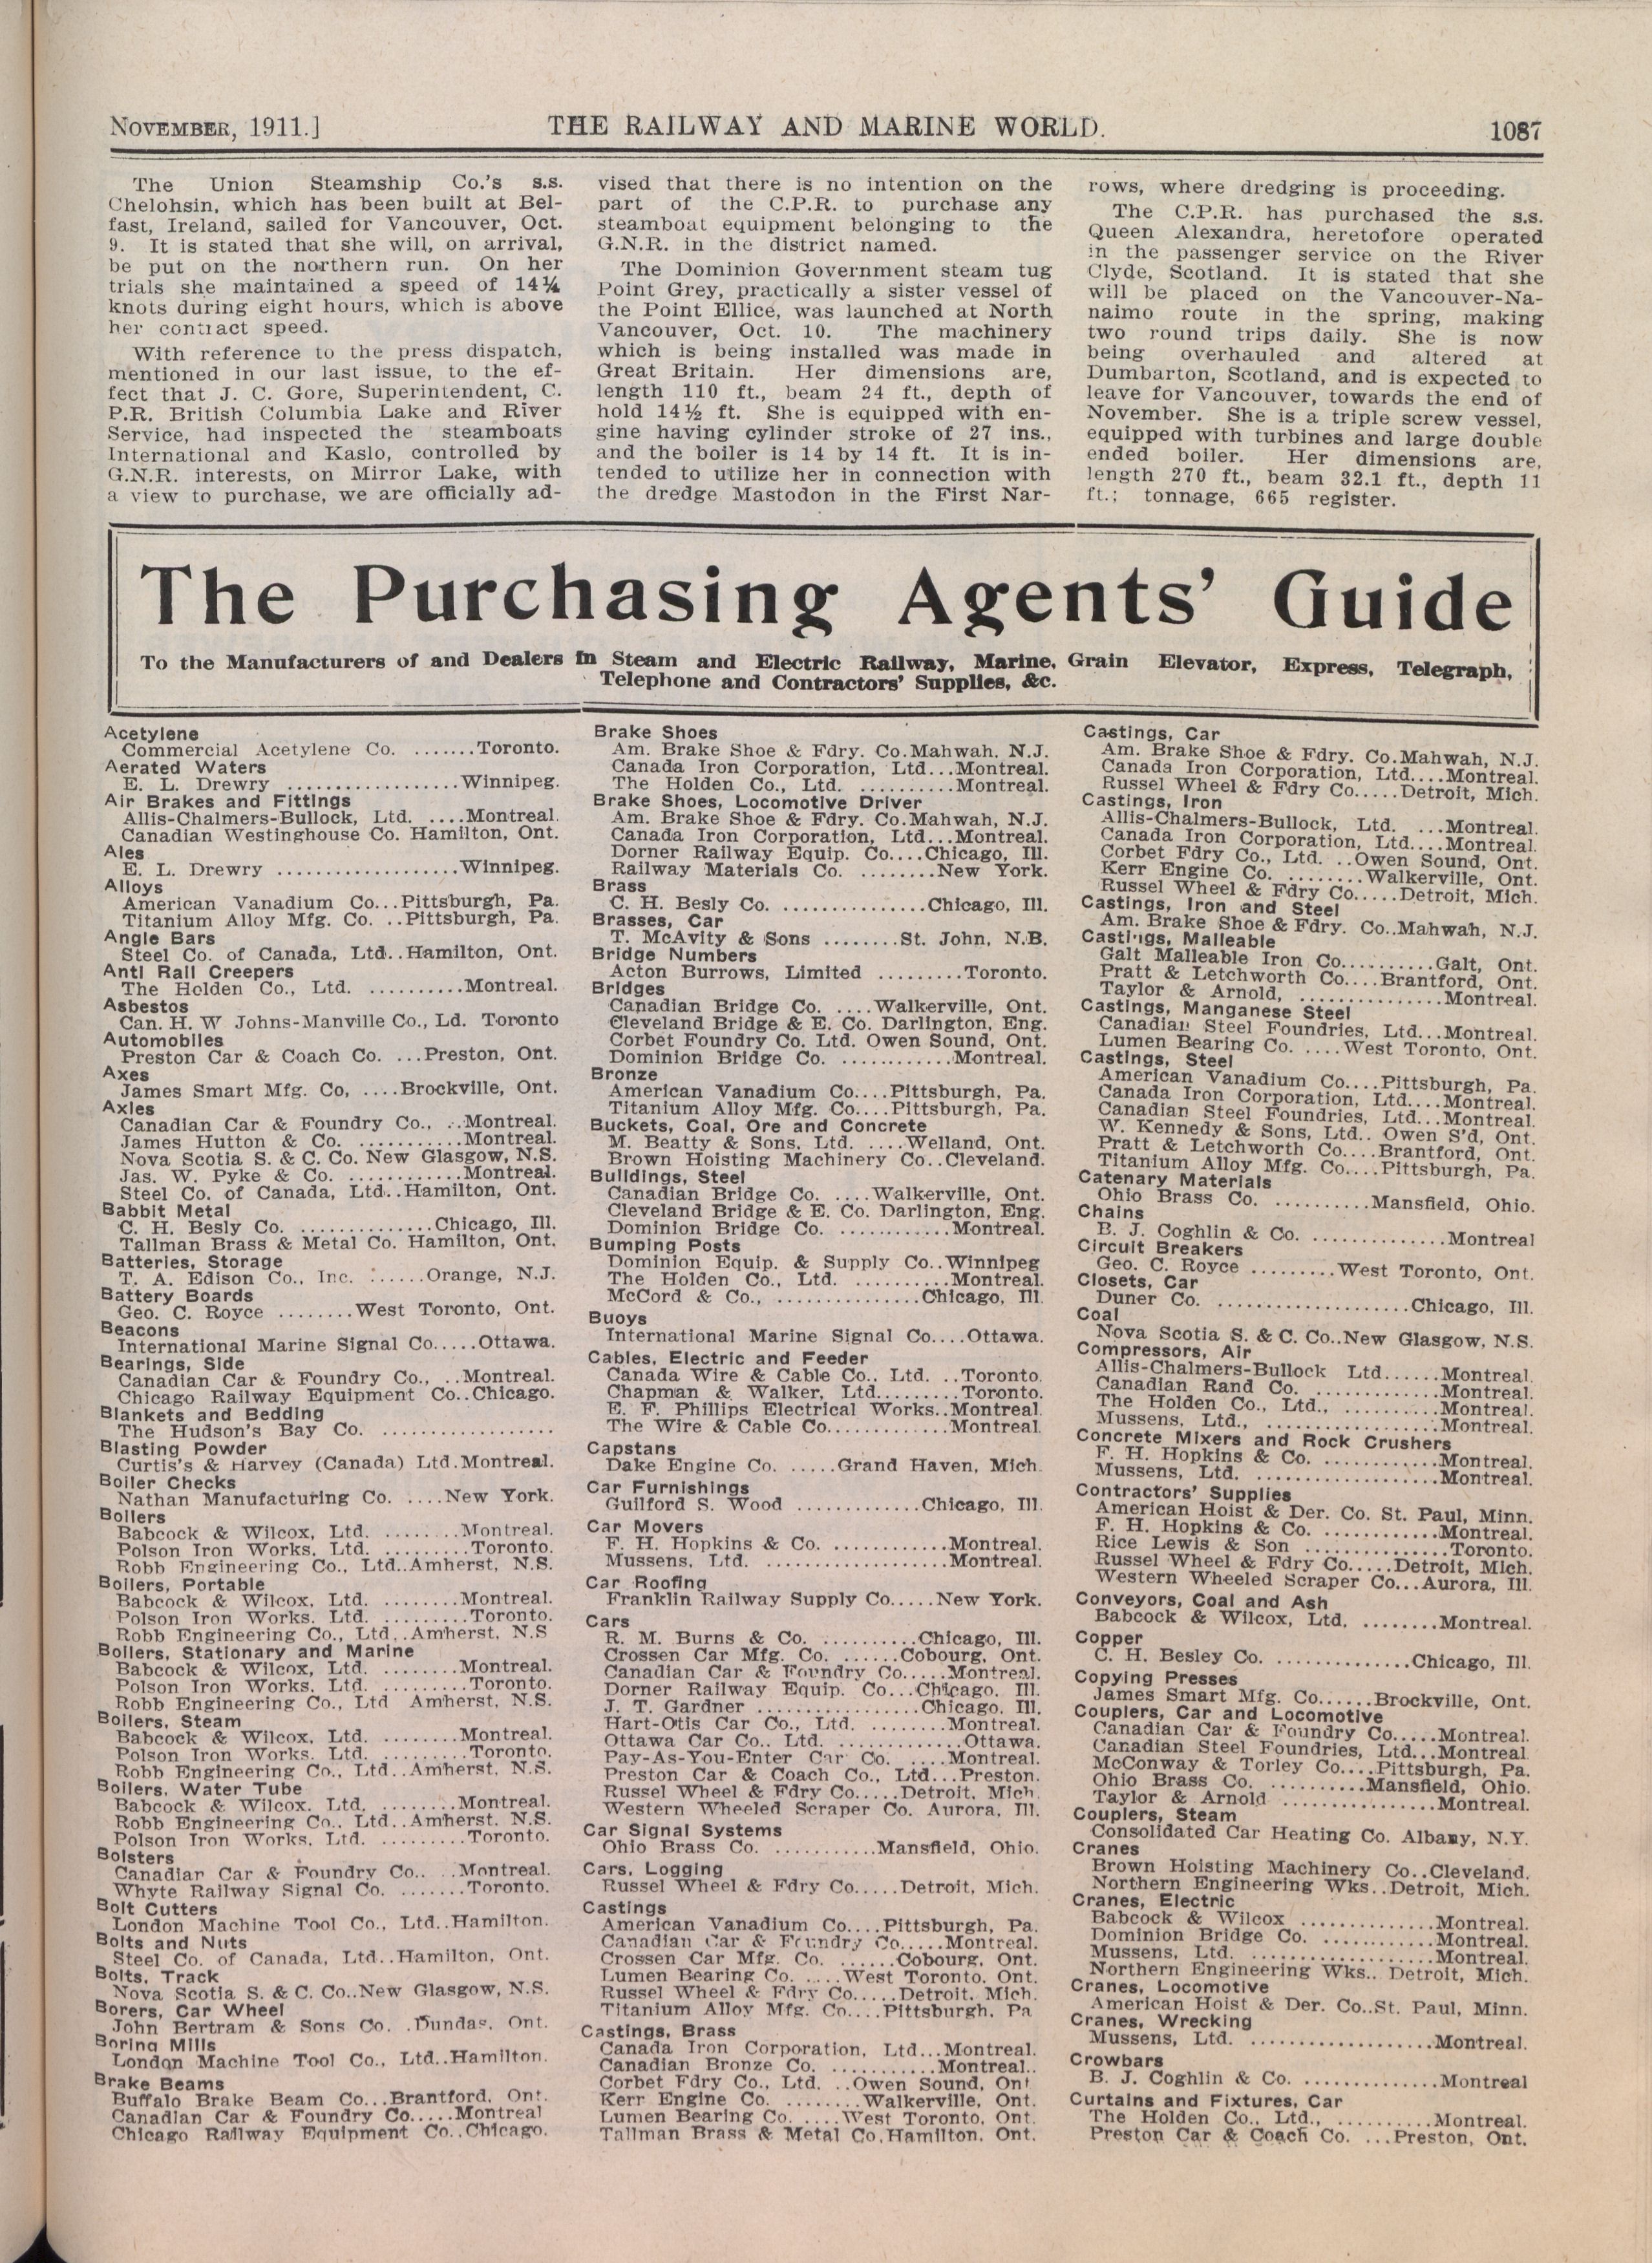 NOVEMBER, 1911.] THE RAILWAY AND MARINE WORLD. 1087
The Union Steamship Co.'s s.s.
Chelohsin, which has been built at Bel-
fast, Ireland, sailed for Vancouver, Oct.
9. It is stated that she will, on arrival,
be put on the northern run. On her
trials she maintained a speed of 14¼
knots during eight hours, which is above
her contract speed.
With reference to the press dispatch,
mentioned in our last issue, to the ef-
fect that J. C. Gore, Superintendent, C.
P.R. British Columbia Lake and River
Service, had inspected the steamboats
International and Kaslo, controlled by
G.N.R. interests, on Mirror Lake, with
a view to purchase, we are officially ad-
vised that there is no intention on the
part of the C.P.R. to purchase any
steamboat equipment belonging to the
G.N.R. in the district named.
The Dominion Government steam tug
Point Grey, practically a sister vessel of
the Point Ellice, was launched at North
Vancouver, Oct. 10. The machinery
which is being installed was made in
Great Britain. Her dimensions are,
length 110 ft., beam 24 ft., depth of
hold 14½ ft. She is equipped with en-
gine having cylinder stroke of 27 ins.,
and the boiler is 14 by 14 ft. It is in-
tended to utilize her in connection with
the dredge Mastodon in the First Nar-
rows, where dredging is proceeding.
The C.P.R. has purchased the s.s.
Queen Alexandra, heretofore operated
in the passenger service on the River
Clyde, Scotland. It is stated that she
will be placed on the Vancouver-Na-
naimo route in the spring, making
two round trips daily. She is now
being overhauled and altered at
Dumbarton, Scotland, and is expected to
leave for Vancouver, towards the end of
November. She is a triple screw vessel,
equipped with turbines and large double
ended boiler. Her dimensions are,
length 270 ft., beam 32.1 ft., depth 11
ft.; tonnage, 665 register.
The Purchasing Agents' Guide
To the Manufacturers of and Dealers in Steam and Electric Railway, Marine, Grain Elevator, Express, Telegraph,
Telephone and Contractors' Supplies, &c.
Acetylene
Commercial Acetylene Co. .......Toronto.
Aerated Waters
E. L. Drewry .................Winnipeg.
Air Brakes and Fittings
Allis-Chalmers-Bullock, Ltd. ....Montreal.
Canadian Westinghouse Co. Hamilton, Ont.
Ales
E. L. Drewry ..................Winnipeg.
Alloys
American Vanadium Co...Pittsburgh, Pa.
Titanium Alloy Mfg. Co. ..Pittsburgh, Pa.
Angle Bars
Steel Co. of Canada, Ltd..Hamilton, Ont.
Anti Rail Creepers
The Holden Co., Ltd. ..........Montreal.
Asbestos
Can. H. W Johns-Manville Co., Ld. Toronto
Automobiles
Preston Car & Coach Co. ...Preston, Ont.
Axes
James Smart Mfg. Co, ....Brockville, Ont.
Axles
Canadian Car & Foundry Co., ..Montreal.
James Hutton & Co. ...........Montreal.
Nova Scotia S. & C. Co. New Glasgow, N.S.
Jas. W. Pyke & Co. ............Montreal.
Steel Co. of Canada, Ltd..Hamilton, Ont.
Babbit Metal
C. H. Besly Co. ..............Chicago, Ill.
Tallman Brass & Metal Co. Hamilton, Ont.
Batteries, Storage
T. A. Edison Co., Inc. ......Orange, N.J.
Battery Boards
Geo. C. Royce ........West Toronto, Ont.
Beacons
International Marine Signal Co.....Ottawa.
Bearings, Side
Canadian Car & Foundry Co., ..Montreal.
Chicago Railway Equipment Co..Chicago.
Blankets and Bedding
The Hudson's Bay Co. ..................
Blasting Powder
Curtis's & Harvey (Canada) Ltd.Montreal.
Boiler Checks
Nathan Manufacturing Co. ....New York.
Boilers
Babcock & Wilcox, Ltd. ........Montreal.
Polson Iron Works, Ltd. .........Toronto.
Robb Engineering Co., Ltd..Amherst, N.S.
Boilers, Portable
Babcock & Wilcox, Ltd. ........Montreal.
Polson Iron Works. Ltd. .........Toronto.
Robb Engineering Co., Ltd..Amherst, N.S
Boilers, Stationary and Marine
Babcock & Wilcox, Ltd. ........Montreal.
Polson Iron Works. Ltd. .........Toronto.
Robb Engineering Co., Ltd Amherst, N.S.
Boilers, Steam
Babcock & Wilcox, Ltd. ........Montreal.
Polson Iron Works. Ltd. .........Toronto.
Robb Engineering Co., Ltd..Amherst, N.S.
Boilers, Water Tube
Babcock & Wilcox. Ltd. ........Montreal.
Robb Engineering Co., Ltd..Amherst. N.S.
Polson Iron Works, Ltd. .........Toronto.
Bolsters
Canadian Car & Foundry Co.. ..Montreal.
Whyte Railway Signal Co. .......Toronto.
Bolt Cutters
London Machine Tool Co., Ltd..Hamilton.
Bolts and Nuts
Steel Co. of Canada, Ltd..Hamilton, Ont.
Bolts, Track
Nova Scotia S. & C. Co..New Glasgow, N.S.
Borers, Car Wheel
John Bertram & Sons Co. .Dundas, Ont.
Boring Mills
London Machine Tool Co., Ltd..Hamilton.
Brake Beams
Buffalo Brake Beam Co...Brantford, Ont.
Canadian Car & Foundry Co.....Montreal
Chicago Railway Equipment Co..Chicago.
Brake Shoes
Am. Brake Shoe & Fdry. Co.Mahwah, N.J.
Canada Iron Corporation, Ltd...Montreal.
The Holden Co., Ltd. ..........Montreal.
Brake Shoes, Locomotive Driver
Am. Brake Shoe & Fdry. Co.Mahwah, N.J.
Canada Iron Corporation, Ltd...Montreal.
Dorner Railway Equip. Co....Chicago, Ill.
Railway Materials Co. ........New York.
Brass
C. H. Besly Co. ...............Chicago, Ill.
Brasses, Car
T. McAvity & Sons ........St. John, N.B.
Bridge Numbers
Acton Burrows, Limited .........Toronto.
Bridges
Canadian Bridge Co. ....Walkerville, Ont.
Cleveland Bridge & E. Co. Darlington, Eng.
Corbet Foundry Co. Ltd. Owen Sound, Ont.
Dominion Bridge Co. ............Montreal.
Bronze
American Vanadium Co....Pittsburgh, Pa.
Titanium Alloy Mfg. Co....Pittsburgh, Pa.
Buckets, Coal, Ore and Concrete
M. Beatty & Sons, Ltd. ....Welland, Ont.
Brown Hoisting Machinery Co..Cleveland.
Buildings, Steel
Canadian Bridge Co. ....Walkerville, Ont.
Cleveland Bridge & E. Co. Darlington, Eng.
Dominion Bridge Co. ............Montreal.
Bumping Posts
Dominion Equip. & Supply Co..Winnipeg
The Holden Co., Ltd. ..........Montreal.
McCord & Co., ...............Chicago, Ill.
Buoys
International Marine Signal Co....Ottawa.
Cables, Electric and Feeder
Canada Wire & Cable Co., Ltd. ..Toronto.
Chapman & Walker, Ltd.........Toronto.
E. F. Phillips Electrical Works..Montreal.
The Wire & Cable Co............Montreal.
Capstans
Dake Engine Co. .....Grand Haven, Mich.
Car Furnishings
Guilford S. Wood .............Chicago, Ill.
Car Movers
F. H. Hopkins & Co. ............Montreal.
Mussens, Ltd. ...................Montreal.
Car Roofing
Franklin Railway Supply Co.....New York.
Cars
R. M. Burns & Co. ..........Chicago, Ill.
Crossen Car Mfg. Co. ......Cobourg, Ont.
Canadian Car & Foundry Co.....Montreal.
Dorner Railway Equip. Co...Chicago. Ill.
J. T. Gardner .................Chicago. Ill.
Hart-Otis Car Co., Ltd. ........Montreal.
Ottawa Car Co.. Ltd. .............Ottawa.
Pay-As-You-Enter Car Co. ....Montreal.
Preston Car & Coach Co., Ltd...Preston.
Russel Wheel & Fdry Co.....Detroit, Mich.
Western Wheeled Scraper Co. Aurora, Ill.
Car Signal Systems
Ohio Brass Co. ...........Mansfield, Ohio.
Cars, Logging
Russel Wheel & Fdry Co.....Detroit, Mich.
Castings
American Vanadium Co....Pittsburgh, Pa.
Canadian Car & Foundry Co.....Montreal.
Crossen Car Mfg. Co. ......Cobourg, Ont.
Lumen Bearing Co. ....West Toronto, Ont.
Russel Wheel & Fdry Co.....Detroit, Mich.
Titanium Alloy Mfg. Co....Pittsburgh, Pa
Castings, Brass
Canada Iron Corporation, Ltd...Montreal.
Canadian Bronze Co. ...........Montreal..
Corbet Fdry Co., Ltd. ..Owen Sound, Ont
Kerr Engine Co. ........Walkerville, Ont.
Lumen Bearing Co. ....West Toronto, Ont.
Tallman Brass & Metal Co.Hamilton, Ont.
Castings, Car
Am. Brake Shoe & Fdry. Co.Mahwah, N.J.
Canada Iron Corporation, Ltd....Montreal.
Russel Wheel & Fdry Co.....Detroit, Mich.
Castings, Iron
Allis-Chalmers-Bullock, Ltd. ...Montreal.
Canada Iron Corporation, Ltd....Montreal.
Corbet Fdry Co., Ltd. ..Owen Sound, Ont.
Kerr Engine Co. ........Walkerville, Ont.
Russel Wheel & Fdry Co.....Detroit, Mich.
Castings, Iron and Steel
Am. Brake Shoe & Fdry. Co..Mahwah, N.J.
Castings, Malleable
Galt Malleable Iron Co..........Galt, Ont.
Pratt & Letchworth Co....Brantford, Ont.
Taylor & Arnold, ...............Montreal.
Castings, Manganese Steel
Canadian Steel Foundries, Ltd...Montreal.
Lumen Bearing Co. ....West Toronto, Ont.
Castings, Steel
American Vanadium Co....Pittsburgh, Pa.
Canada Iron Corporation, Ltd....Montreal.
Canadian Steel Foundries, Ltd...Montreal.
W. Kennedy & Sons, Ltd.. Owen S'd, Ont.
Pratt & Letchworth Co....Brantford, Ont.
Titanium Alloy Mfg. Co....Pittsburgh, Pa.
Catenary Materials
Ohio Brass Co. ..........Mansfield, Ohio.
Chains
B. J. Coghlin & Co. ..............Montreal
Circuit Breakers
Geo. C. Royce .........West Toronto, Ont.
Closets, Car
Duner Co. ....................Chicago, Ill.
Coal
Nova Scotia S. & C. Co..New Glasgow, N.S.
Compressors, Air
Allis-Chalmers-Bullock Ltd......Montreal.
Canadian Rand Co. .............Montreal.
The Holden Co., Ltd., ..........Montreal.
Mussens, Ltd., ..................Montreal.
Concrete Mixers and Rock Crushers
F. H. Hopkins & Co. ............Montreal.
Mussens, Ltd. ...................Montreal.
Contractors' Supplies
American Hoist & Der. Co. St. Paul, Minn.
F. H. Hopkins & Co. ............Montreal.
Rice Lewis & Son ...............Toronto.
Russel Wheel & Fdry Co.....Detroit, Mich.
Western Wheeled Scraper Co...Aurora, Ill.
Conveyors, Coal and Ash
Babcock & Wilcox, Ltd. ........Montreal.
Copper
C. H. Besley Co. ..............Chicago, Ill.
Copying Presses
James Smart Mfg. Co......Brockville, Ont.
Couplers, Car and Locomotive
Canadian Car & Foundry Co.....Montreal.
Canadian Steel Foundries, Ltd...Montreal
McConway & Torley Co....Pittsburgh, Pa.
Ohio Brass Co. ..........Mansfield, Ohio.
Taylor & Arnold ................Montreal.
Couplers, Steam
Consolidated Car Heating Co. Albany, N.Y.
Cranes
Brown Hoisting Machinery Co..Cleveland.
Northern Engineering Wks..Detroit, Mich.
Cranes, Electric
Babcock & Wilcox ..............Montreal.
Dominion Bridge Co. ............Montreal.
Mussens, Ltd. ...................Montreal.
Northern Engineering Wks.. Detroit, Mich.
Cranes, Locomotive
American Hoist & Der. Co..St. Paul, Minn.
Cranes, Wrecking
Mussens, Ltd. ...................Montreal.
Crowbars
B. J. Coghlin & Co. ..............Montreal
Curtains and Fixtures, Car
The Holden Co., Ltd., ..........Montreal.
Preston Car & Coach Co. ...Preston, Ont.